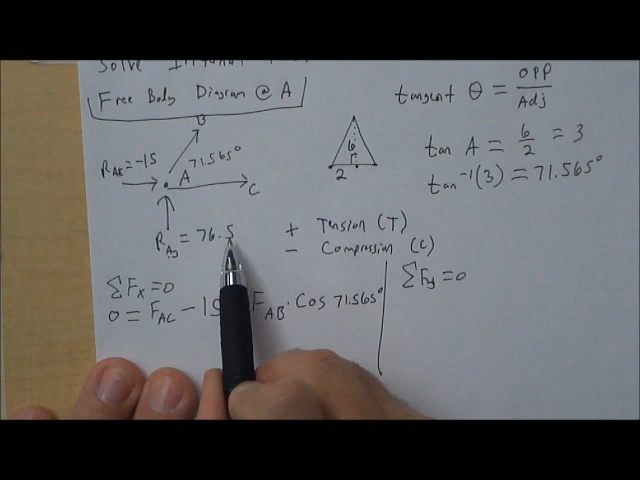 Solve
Free Body Diagram @ A
B
R_Ax = -15
71.565°
A
C
R_Ay = 76.5
ΣFx = 0
0 = F_AC - 15 F_AB · Cos 71.565°
tangent θ = opp/Adj
6
2
tan A = 6/2 = 3
tan⁻¹(3) = 71.565°
+ Tension (T)
- Compression (C)
ΣFy = 0